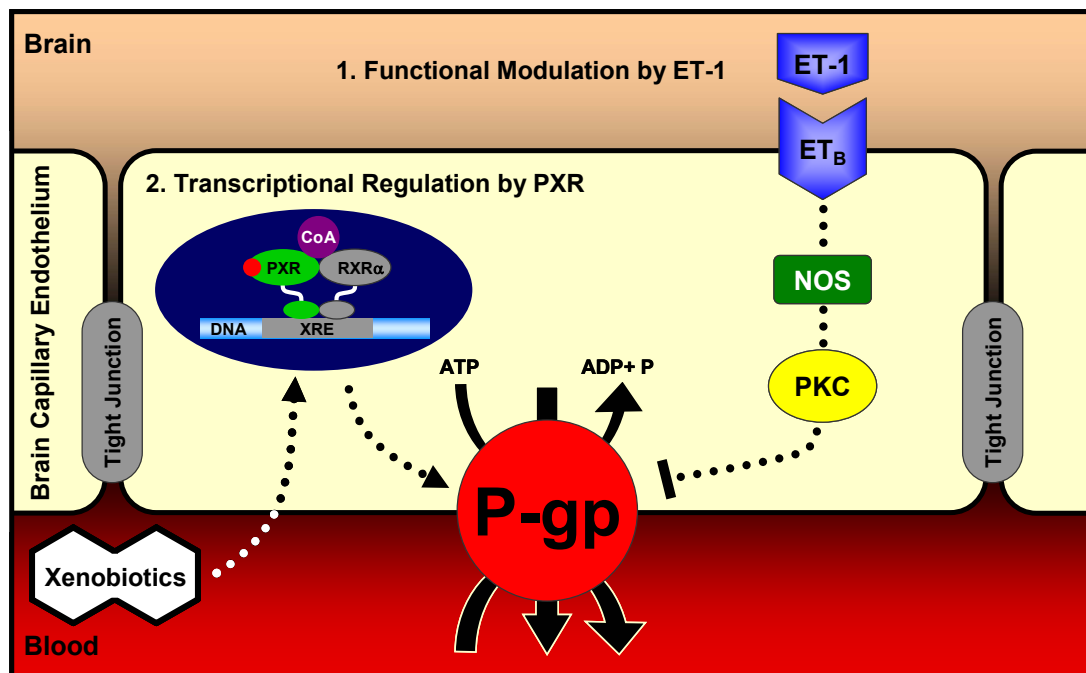 Brain
1. Functional Modulation by ET-1
ET-1
ET_B
Brain Capillary Endothelium
2. Transcriptional Regulation by PXR
CoA
PXR
RXRα
DNA
XRE
NOS
PKC
Tight Junction
Tight Junction
ATP
ADP+ P
P-gp
Xenobiotics
Blood